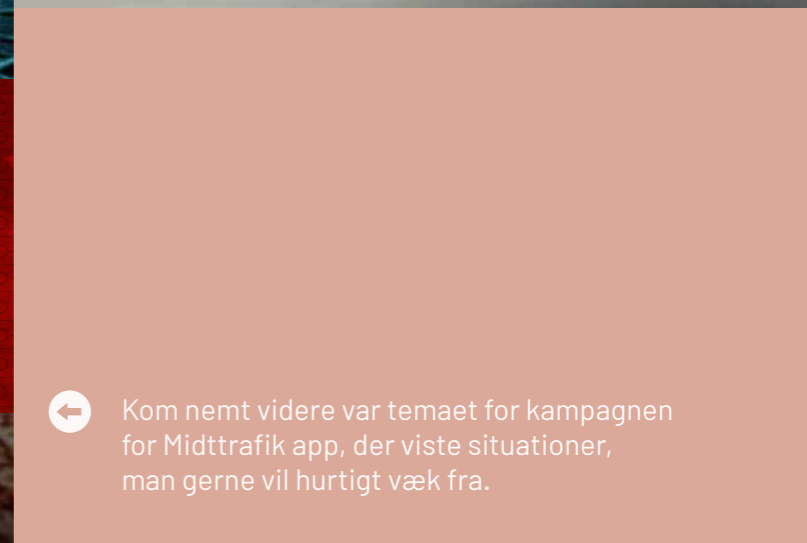 Kom nemt videre var temaet for kampagnen
for Midttrafik app, der viste situationer,
man gerne vil hurtigt væk fra.